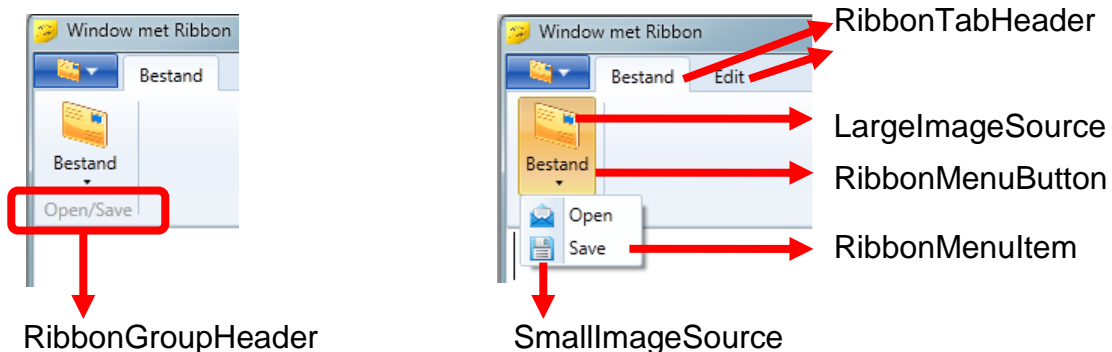 Window met Ribbon
Bestand
Bestand
Open/Save
RibbonGroupHeader
Window met Ribbon
Bestand Edit
Bestand
Open
Save
RibbonTabHeader
LargeImageSource
RibbonMenuButton
RibbonMenuItem
SmallImageSource